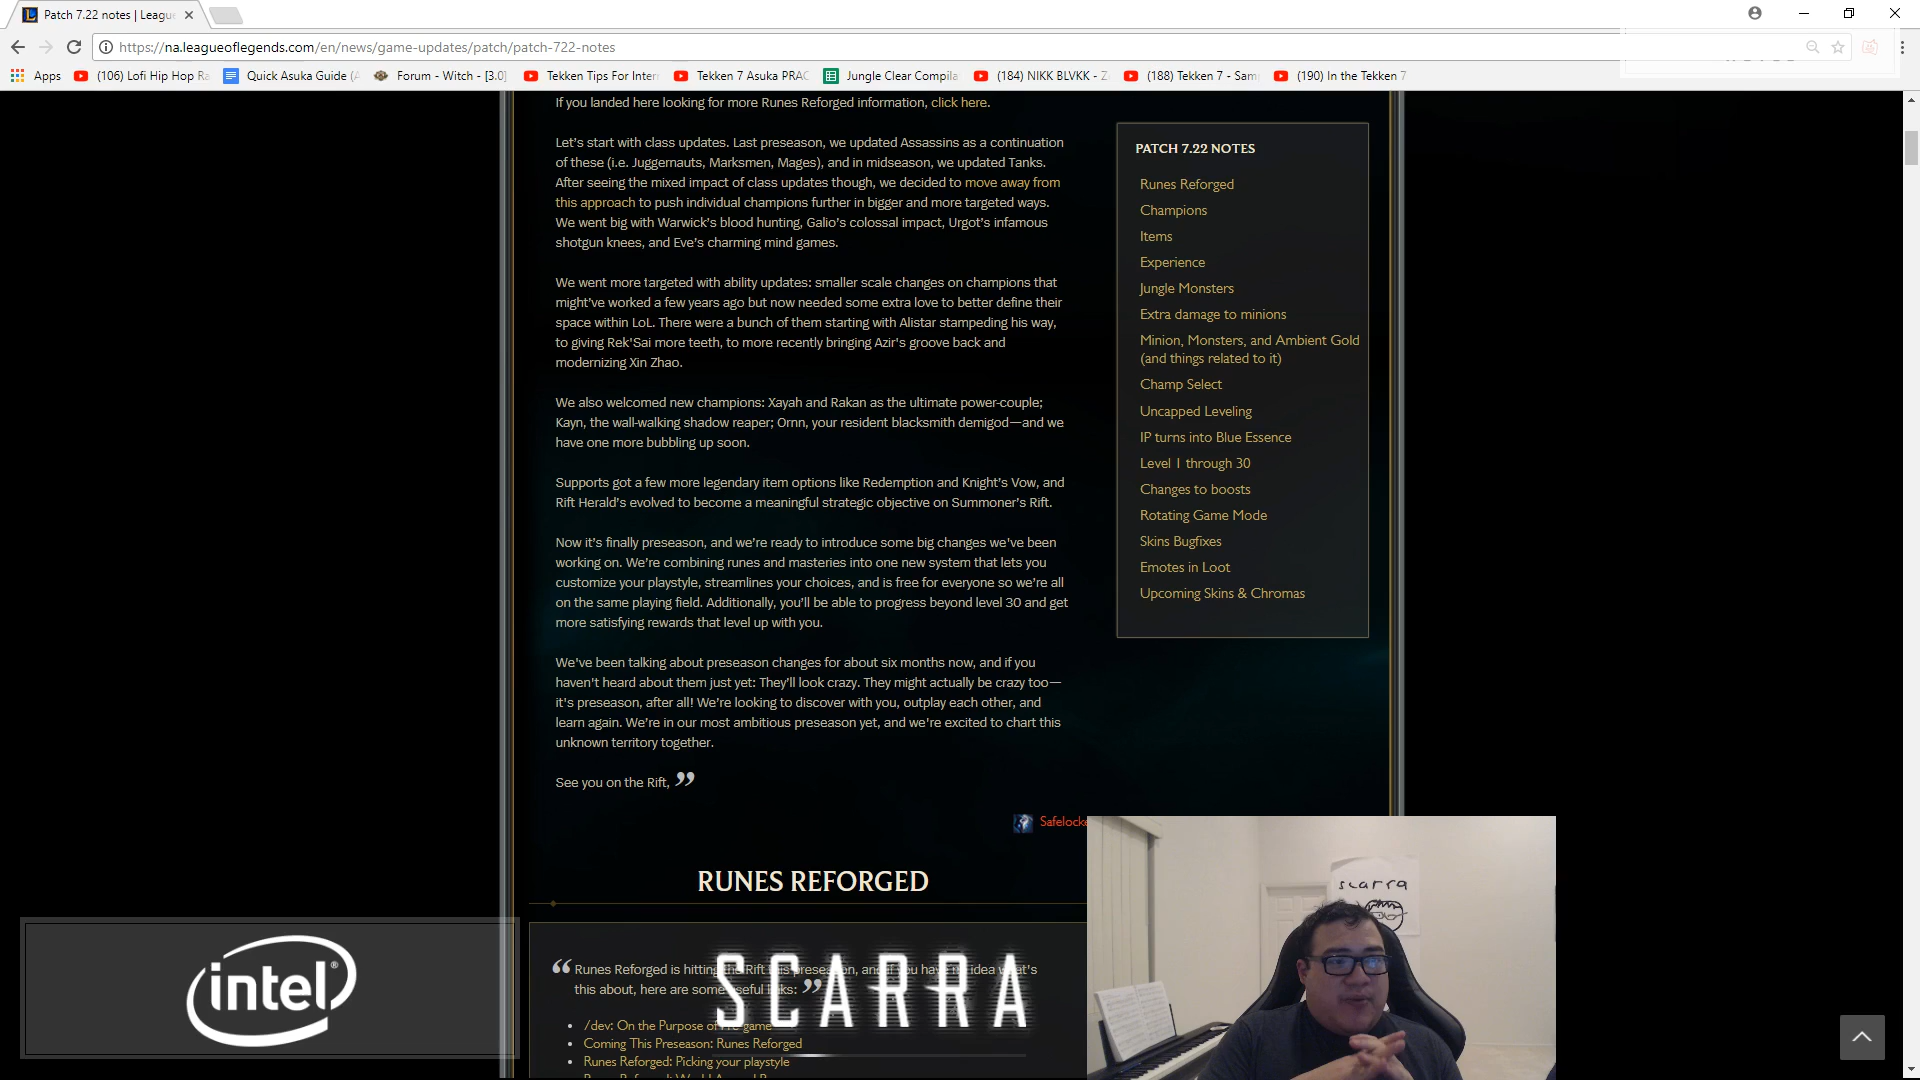 Patch 7.22 notes | Leagu
https://na.leagueoflegends.com/en/news/game-updates/patch/patch-722-notes
Apps (106) Lofi Hip Hop Ra Quick Asuka Guide (A Forum - Witch - [3.0] Tekken Tips For Inter Tekken 7 Asuka PRAC Jungle Clear Compila (184) NIKK BLVKK - Z (188) Tekken 7 - Sam (190) In the Tekken 7
If you landed here looking for more Runes Reforged information, click here.
Let's start with class updates. Last preseason, we updated Assassins as a continuation
of these (i.e. Juggernauts, Marksmen, Mages), and in midseason, we updated Tanks.
After seeing the mixed impact of class updates though, we decided to move away from
this approach to push individual champions further in bigger and more targeted ways.
We went big with Warwick's blood hunting, Galio's colossal impact, Urgot's infamous
shotgun knees, and Eve's charming mind games.
We went more targeted with ability updates: smaller scale changes on champions that
might've worked a few years ago but now needed some extra love to better define their
space within LoL. There were a bunch of them starting with Alistar stampeding his way,
to giving Rek'Sai more teeth, to more recently bringing Azir's groove back and
modernizing Xin Zhao.
We also welcomed new champions: Xayah and Rakan as the ultimate power-couple;
Kayn, the wall-walking shadow reaper; Ornn, your resident blacksmith demigod—and we
have one more bubbling up soon.
Supports got a few more legendary item options like Redemption and Knight's Vow, and
Rift Herald's evolved to become a meaningful strategic objective on Summoner's Rift.
Now it's finally preseason, and we're ready to introduce some big changes we've been
working on. We're combining runes and masteries into one new system that lets you
customize your playstyle, streamlines your choices, and is free for everyone so we're all
on the same playing field. Additionally, you'll be able to progress beyond level 30 and get
more satisfying rewards that level up with you.
We've been talking about preseason changes for about six months now, and if you
haven't heard about them just yet: They'll look crazy. They might actually be crazy too—
it's preseason, after all! We're looking to discover with you, outplay each other, and
learn again. We're in our most ambitious preseason yet, and we're excited to chart this
unknown territory together.
See you on the Rift, ”
Safelocke
PATCH 7.22 NOTES
Runes Reforged
Champions
Items
Experience
Jungle Monsters
Extra damage to minions
Minion, Monsters, and Ambient Gold
(and things related to it)
Champ Select
Uncapped Leveling
IP turns into Blue Essence
Level 1 through 30
Changes to boosts
Rotating Game Mode
Skins Bugfixes
Emotes in Loot
Upcoming Skins & Chromas
RUNES REFORGED
“ Runes Reforged is hitting the Rift this preseason, and if you have no idea what's
this about, here are some useful links: ”
• /dev: On the Purpose of Pre-game
• Coming This Preseason: Runes Reforged
• Runes Reforged: Picking your playstyle
SCARRA
intel®
scarra